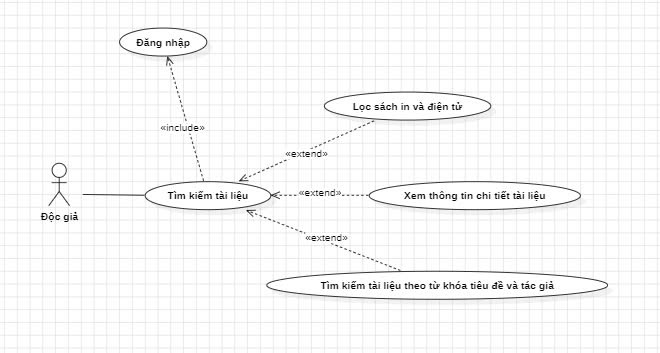 Đăng nhập
Lọc sách in và điện tử
«include»
«extend»
Tìm kiếm tài liệu
«extend»
Xem thông tin chi tiết tài liệu
Độc giả
«extend»
Tìm kiếm tài liệu theo từ khóa tiêu đề và tác giả